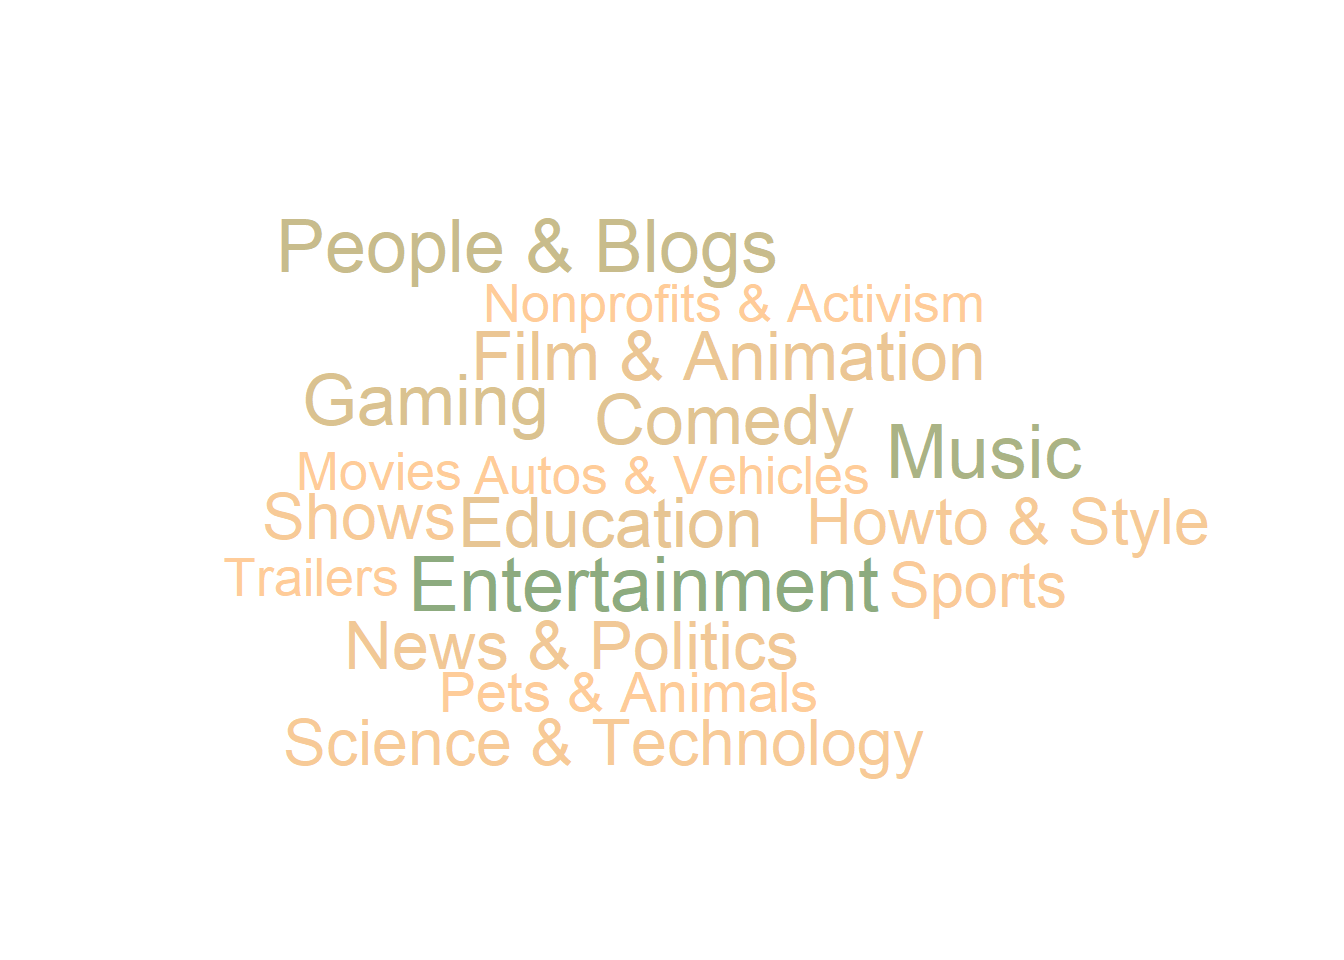 People & Blogs
Nonprofits & Activism
Film & Animation
Gaming
Comedy
Music
Movies
Autos & Vehicles
Shows
Education
Howto & Style
Trailers
Entertainment
Sports
News & Politics
Pets & Animals
Science & Technology